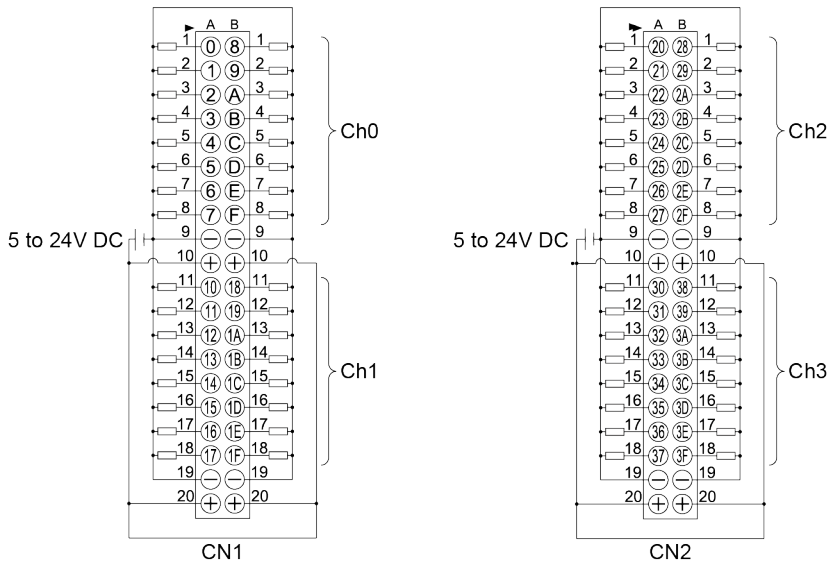 A B A B
1 0 8 1 1 20 28 1
2 1 9 2 2 21 29 2
3 2 A 3 3 22 2A 3
4 3 B 4 4 23 2B 4
Ch0 Ch2
5 4 C 5 5 24 2C 5
6 5 D 6 6 25 2D 6
7 6 E 7 7 26 2E 7
8 7 F 8 8 27 2F 8
5 to 24V DC 9 − − 9 5 to 24V DC 9 − − 9
10 + + 10 10 + + 10
11 10 18 11 11 30 38 11
12 11 19 12 12 31 39 12
13 12 1A 13 13 32 3A 13
14 13 1B 14 14 33 3B 14
Ch1 Ch3
15 14 1C 15 15 34 3C 15
16 15 1D 16 16 35 3D 16
17 16 1E 17 17 36 3E 17
18 17 1F 18 18 37 3F 18
19 − − 19 19 − − 19
20 + + 20 20 + + 20
CN1 CN2